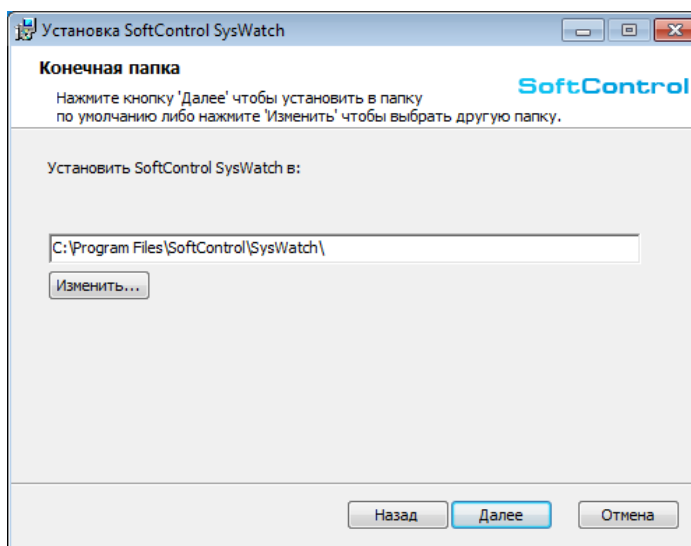 Установка SoftControl SysWatch
Конечная папка
SoftControl
Нажмите кнопку 'Далее' чтобы установить в папку
по умолчанию либо нажмите 'Изменить' чтобы выбрать другую папку.
Установить SoftControl SysWatch в:
C:\Program Files\SoftControl\SysWatch\
Изменить...
Назад
Далее
Отмена